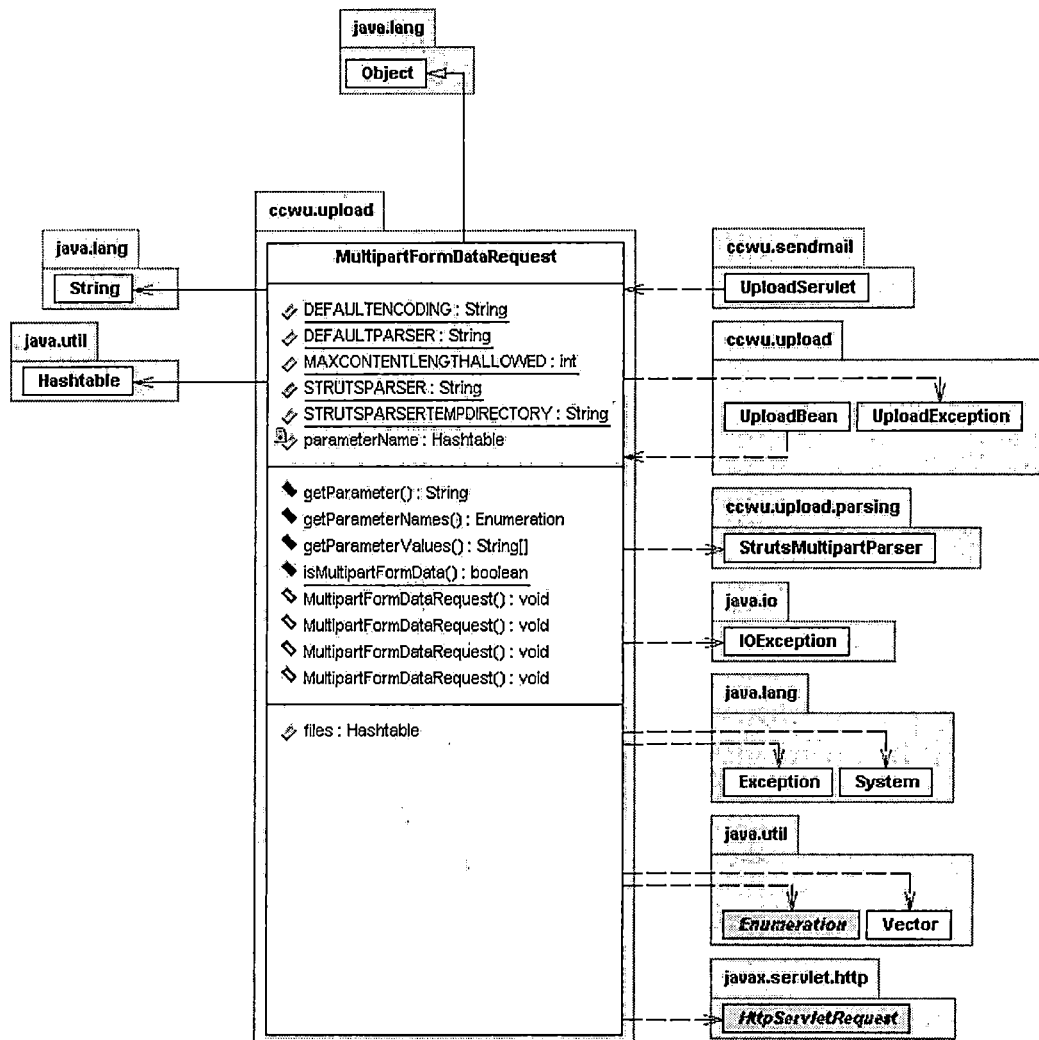 java.lang
Object
ccwu.upload
MultipartFormDataRequest
DEFAULTENCODING : String
DEFAULTPARSER : String
MAXCONTENTLENGTHALLOWED : int
STRUTSPARSER : String
STRUTSPARSERTEMPDIRECTORY : String
parameterName : Hashtable
getParameter() : String
getParameterNames() : Enumeration
getParameterValues() : String[]
isMultipartFormData() : boolean
MultipartFormDataRequest() : void
MultipartFormDataRequest() : void
MultipartFormDataRequest() : void
MultipartFormDataRequest() : void
files : Hashtable
java.lang
String
java.util
Hashtable
ccwu.sendmail
UploadServlet
ccwu.upload
UploadBean UploadException
ccwu.upload.parsing
StrutsMultipartParser
java.io
IOException
java.lang
Exception System
java.util
Enumeration Vector
javax.servlet.http
HttpServletRequest